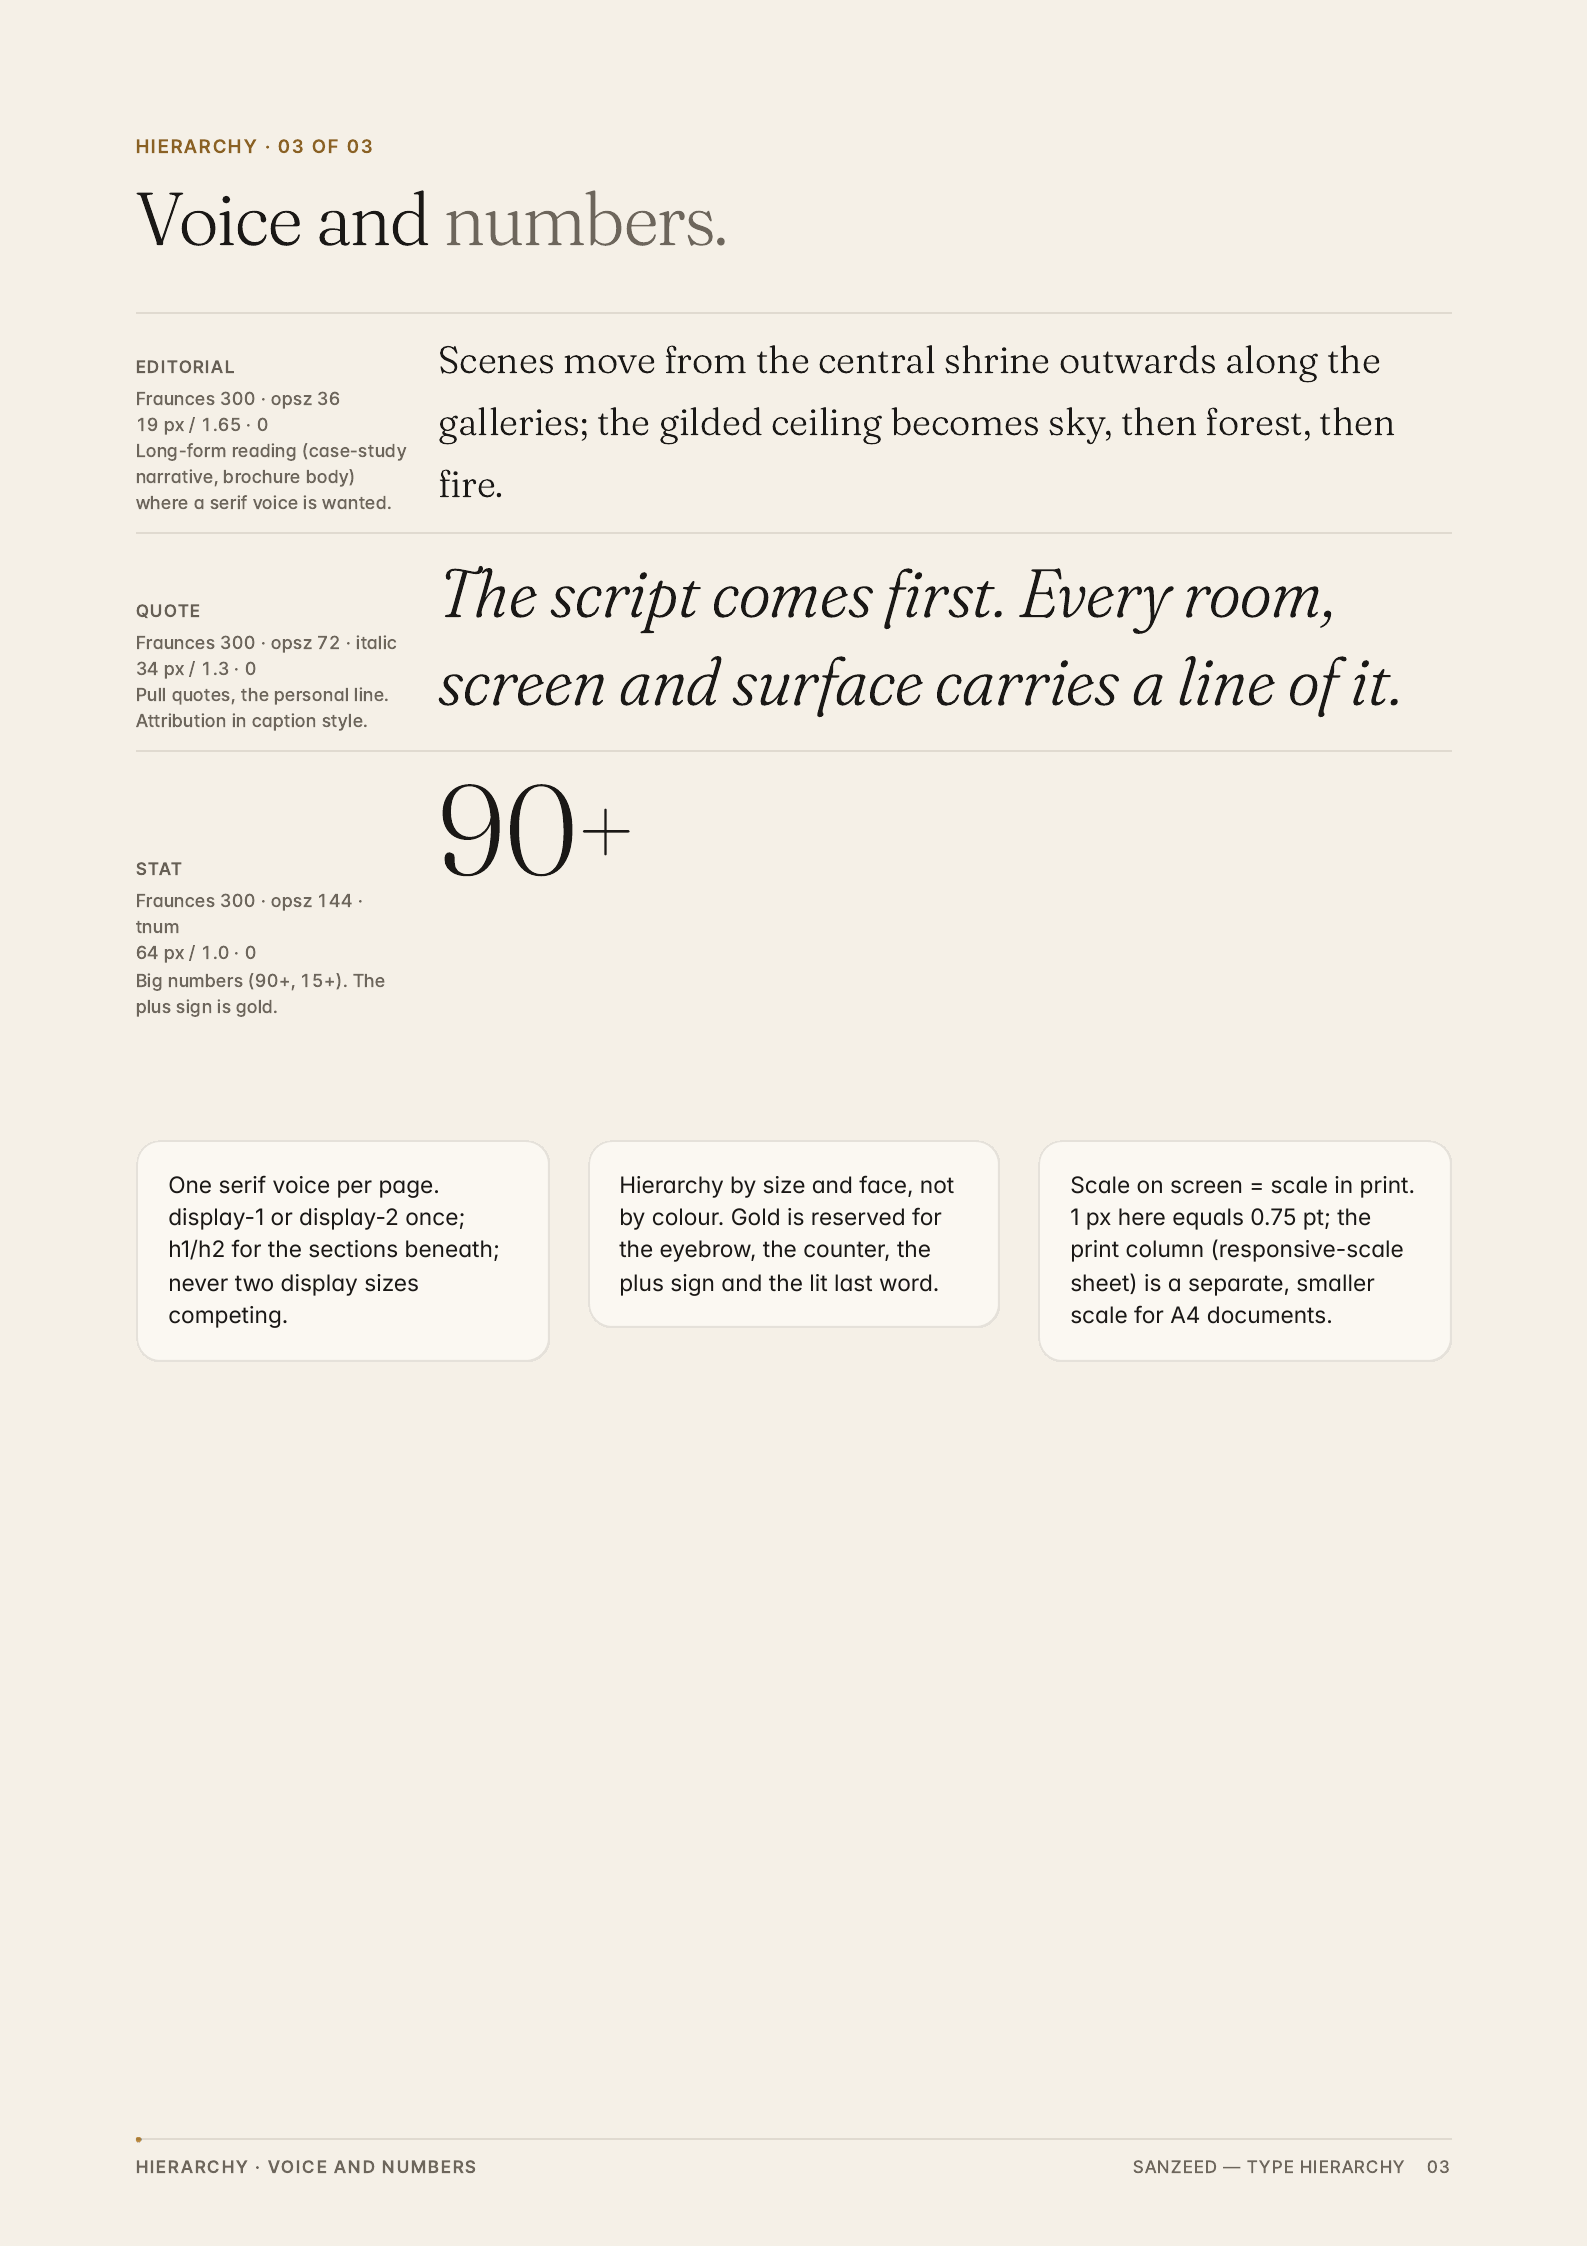 HIERARCHY · 03 OF 03
Voice and numbers.
EDITORIAL
Fraunces 300 · opsz 36
19 px / 1.65 · 0
Long-form reading (case-study
narrative, brochure body)
where a serif voice is wanted.
Scenes move from the central shrine outwards along the
galleries; the gilded ceiling becomes sky, then forest, then
fire.
QUOTE
Fraunces 300 · opsz 72 · italic
34 px / 1.3 · 0
Pull quotes, the personal line.
Attribution in caption style.
The script comes first. Every room,
screen and surface carries a line of it.
STAT
Fraunces 300 · opsz 144 ·
tnum
64 px / 1.0 · 0
Big numbers (90+, 15+). The
plus sign is gold.
90+
One serif voice per page.
display-1 or display-2 once;
h1/h2 for the sections beneath;
never two display sizes
competing.
Hierarchy by size and face, not
by colour. Gold is reserved for
the eyebrow, the counter, the
plus sign and the lit last word.
Scale on screen = scale in print.
1 px here equals 0.75 pt; the
print column (responsive-scale
sheet) is a separate, smaller
scale for A4 documents.
HIERARCHY · VOICE AND NUMBERS
SANZEED — TYPE HIERARCHY 03